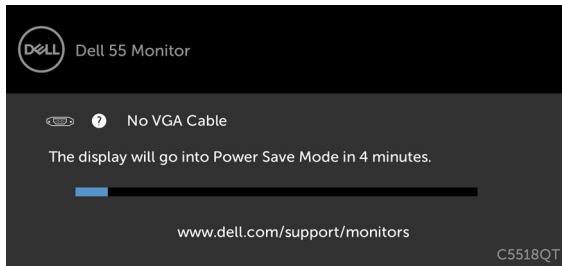 DELL Dell 55 Monitor
? No VGA Cable
The display will go into Power Save Mode in 4 minutes.
www.dell.com/support/monitors
C5518QT